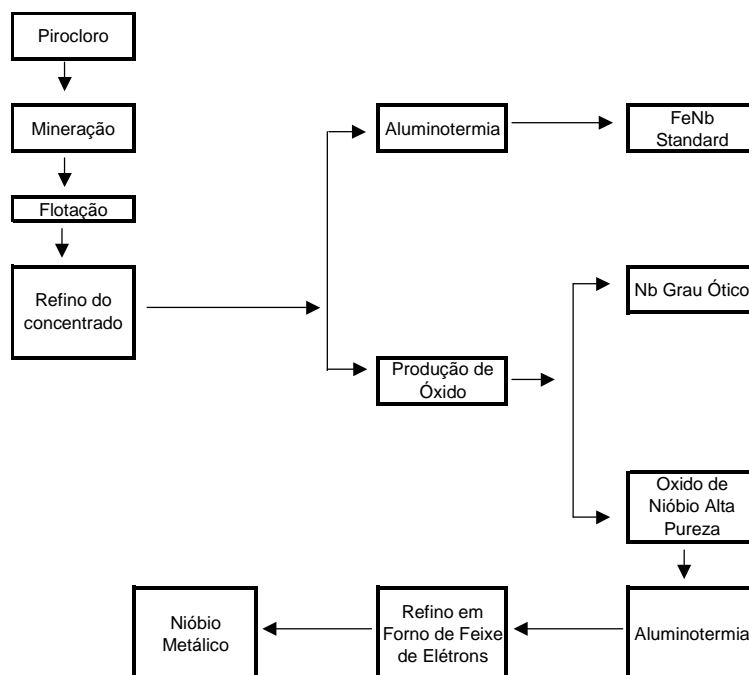 Pirocloro
Mineração
Flotação
Refino do
concentrado
Aluminotermia
FeNb
Standard
Produção de
Óxido
Nb Grau Ótico
Oxido de
Nióbio Alta
Pureza
Aluminotermia
Refino em
Forno de Feixe
de Elétrons
Nióbio
Metálico